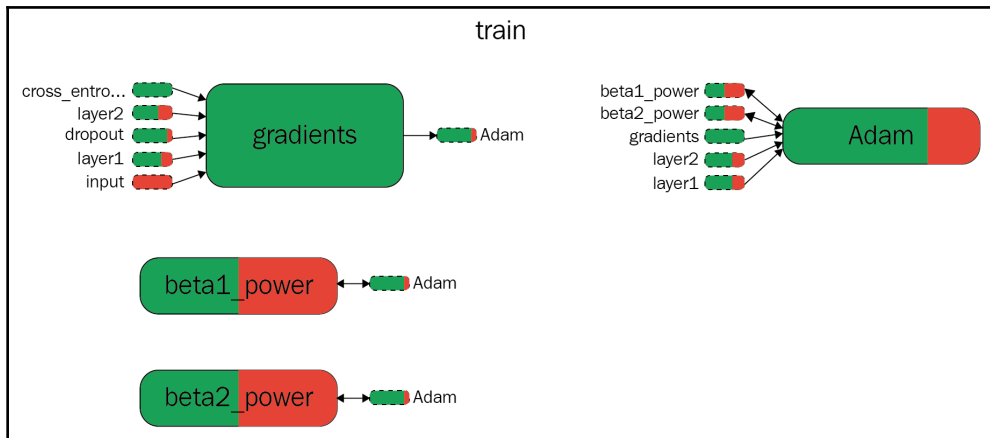 train
cross_entro...
layer2
dropout
layer1
input
gradients
Adam
beta1_power
beta2_power
gradients
layer2
layer1
Adam
beta1_power
Adam
beta2_power
Adam